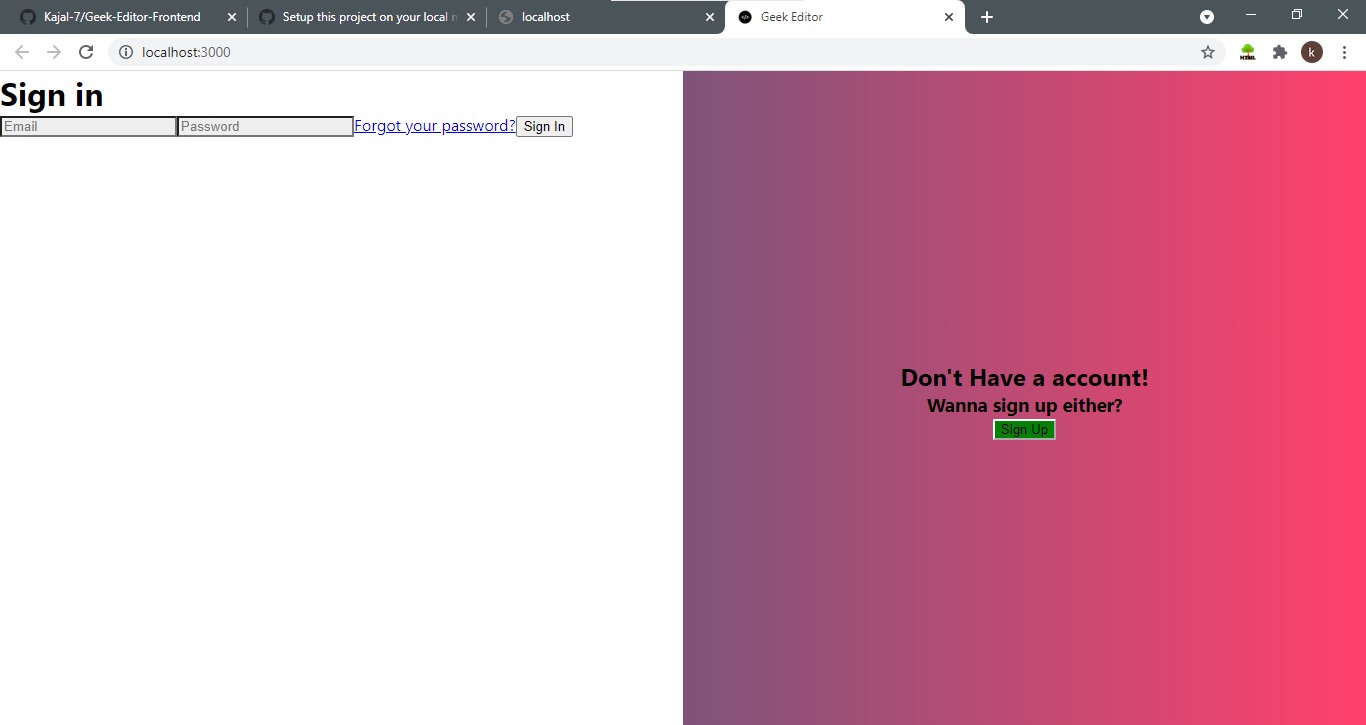 Kajal-7/Geek-Editor-Frontend
Setup this project on your local
localhost
Geek Editor
localhost:3000
HTML
k
Sign in
Email Password Forgot your password? Sign In
Don't Have a account!
Wanna sign up either?
Sign Up